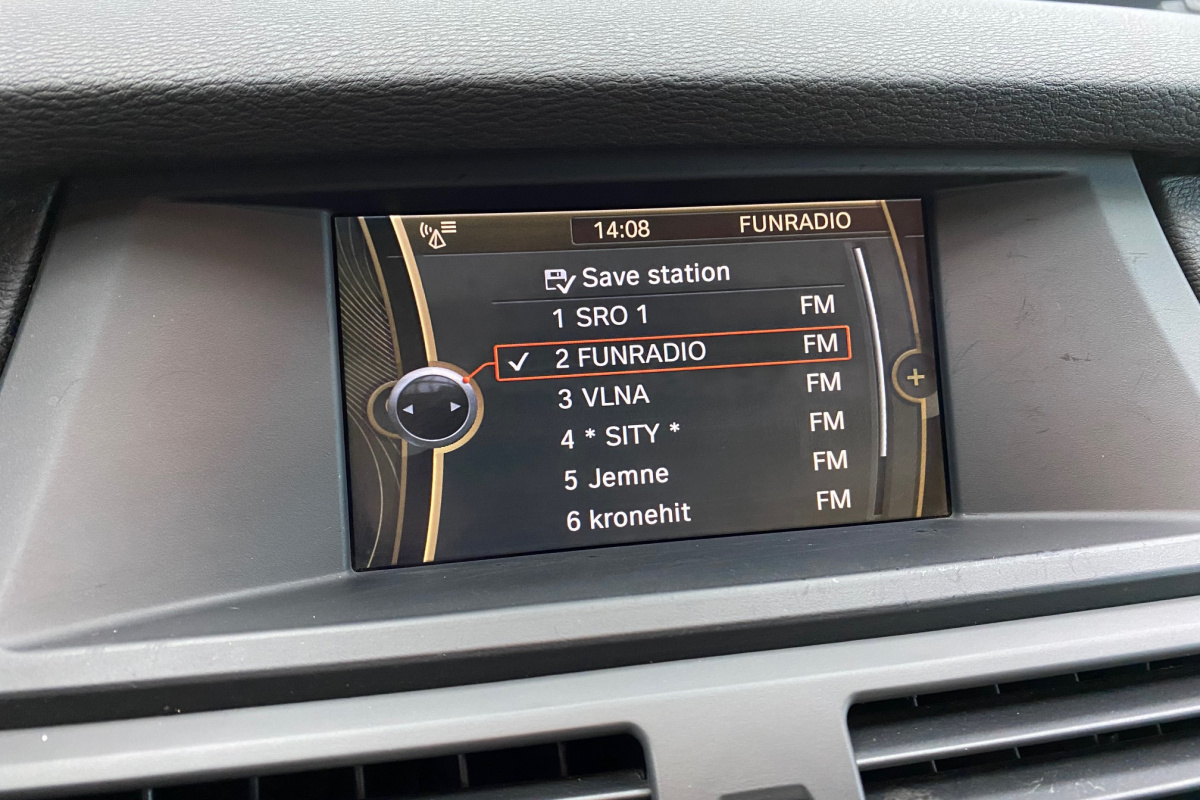 14:08 FUNRADIO
Save station
1 SRO 1 FM
2 FUNRADIO FM
3 VLNA FM
4 * SITY * FM
5 Jemne FM
6 kronehit FM